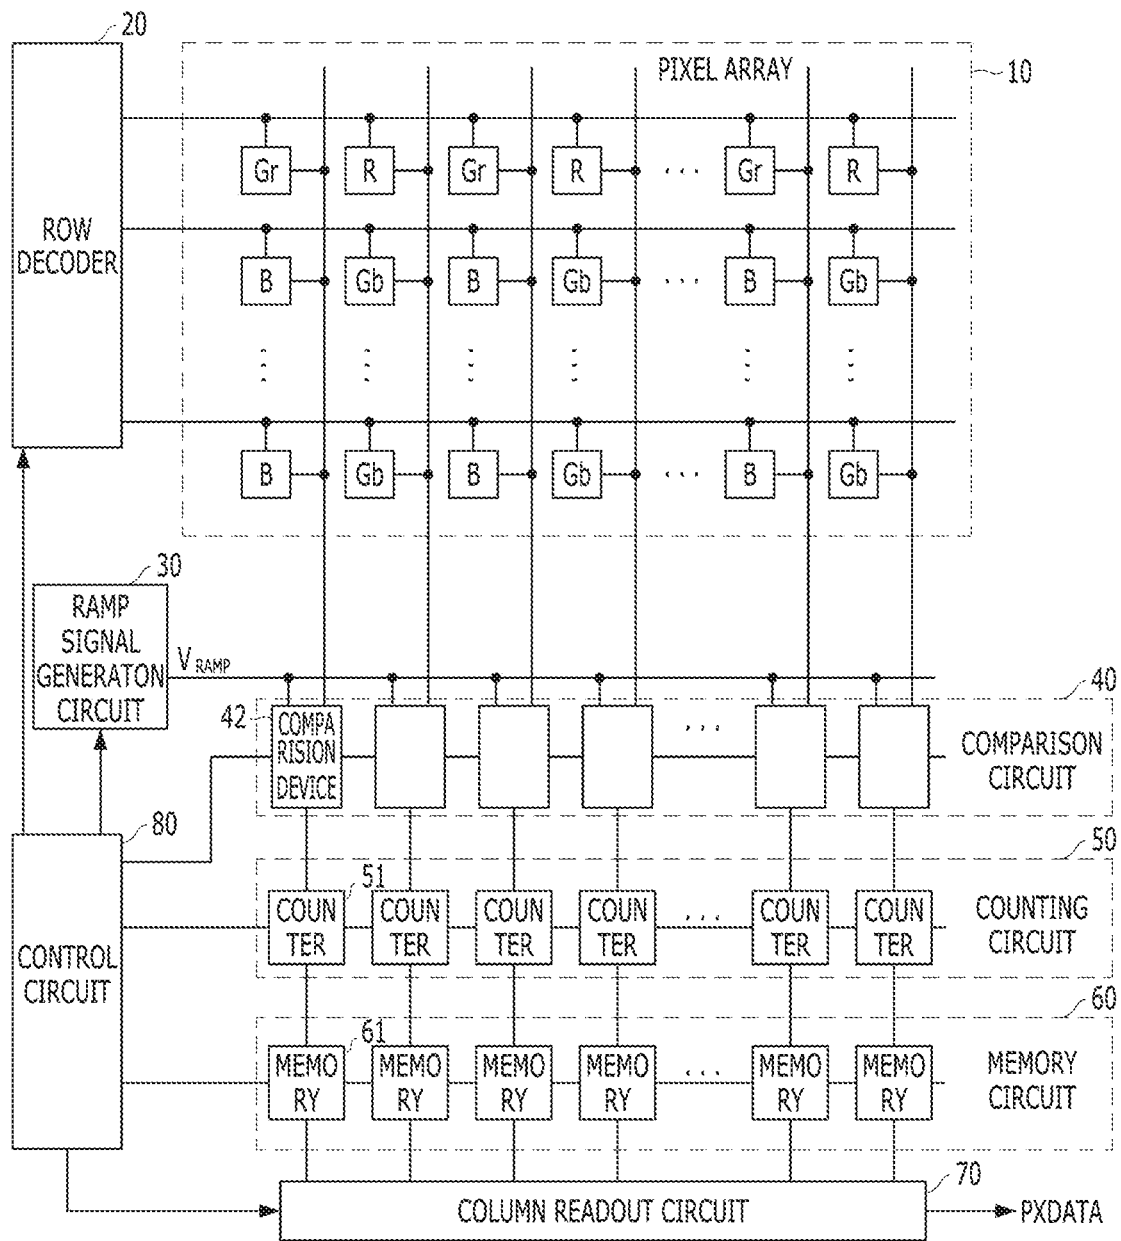 20
PIXEL ARRAY
10
Gr R Gr R ... Gr R
ROW
DECODER
B Gb B Gb ... B Gb
B Gb B Gb ... B Gb
30
RAMP
SIGNAL
GENERATON
CIRCUIT
VRAMP
40
42
COMPA
RISION
DEVICE
...
COMPARISON
CIRCUIT
80
50
51
COUN COUN COUN COUN ... COUN COUN
TER TER TER TER TER TER
COUNTING
CIRCUIT
CONTROL
CIRCUIT
60
61
MEMO MEMO MEMO MEMO ... MEMO MEMO
RY RY RY RY RY RY
MEMORY
CIRCUIT
70
COLUMN READOUT CIRCUIT
PXDATA